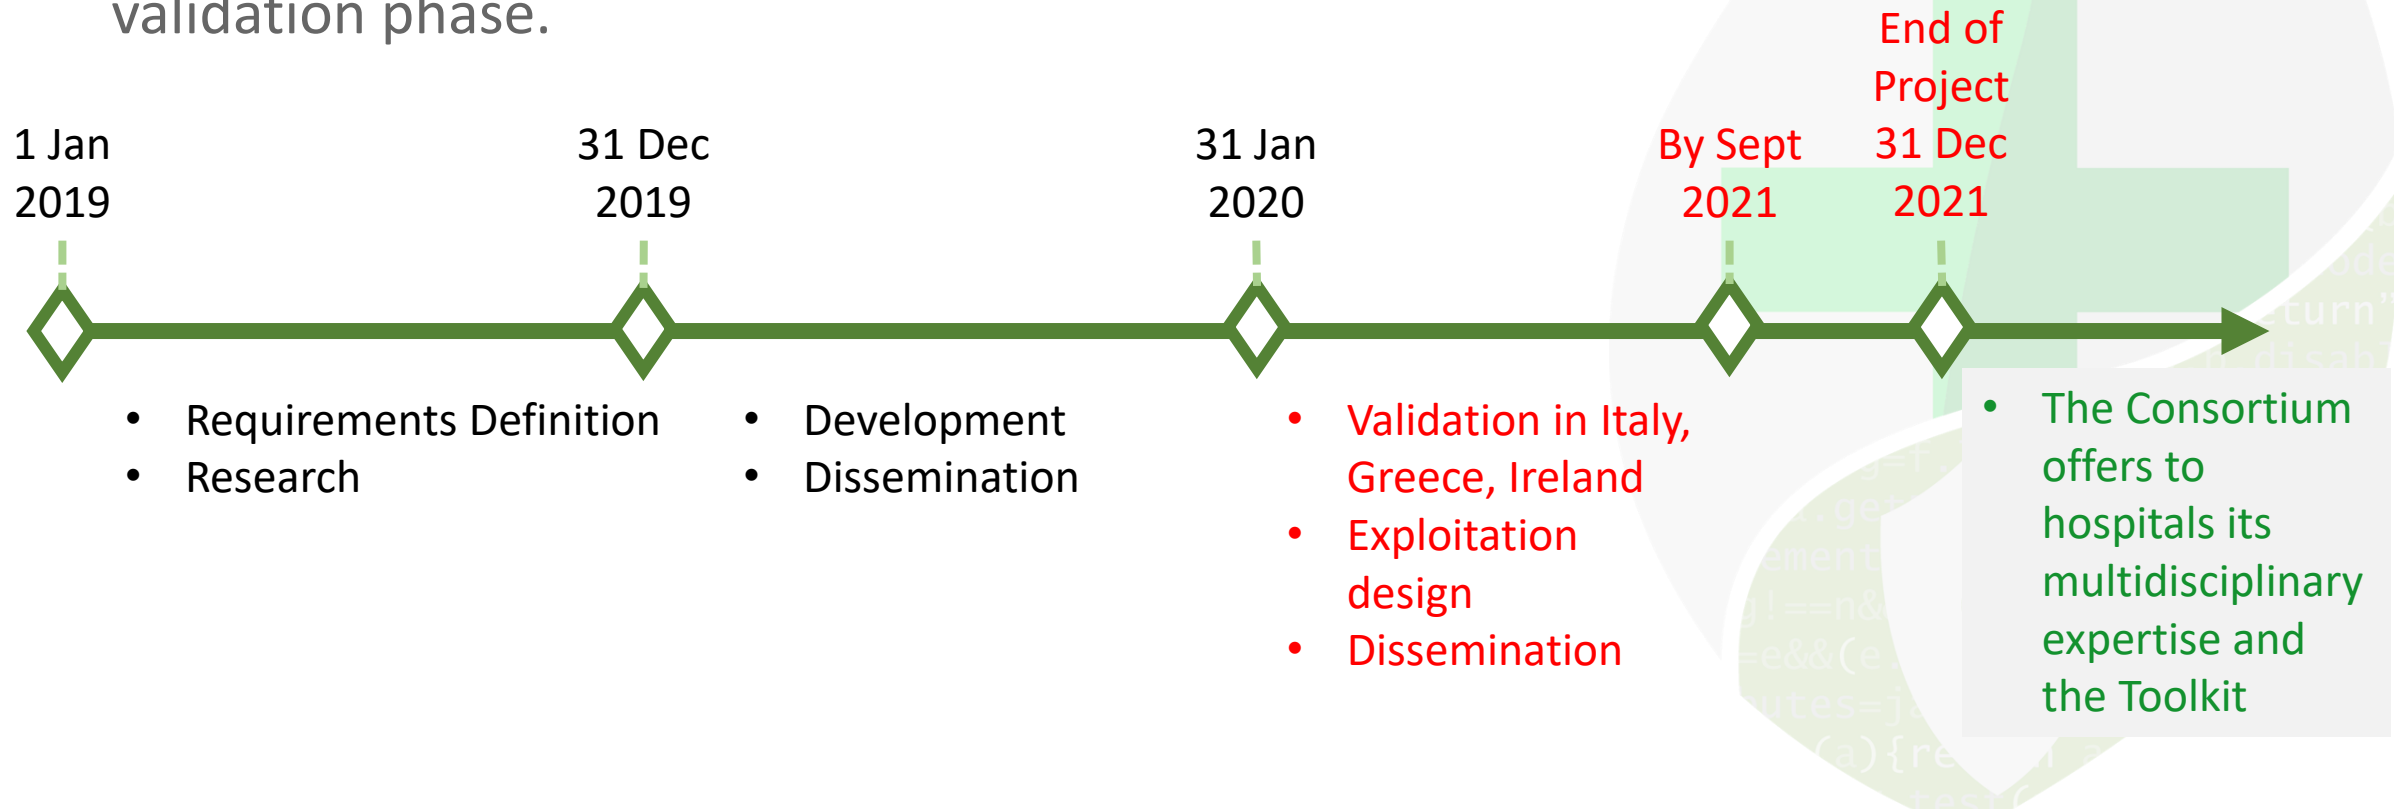 validation phase.
End of
Project
1 Jan
2019
31 Dec
2019
31 Jan
2020
By Sept
2021
31 Dec
2021
• Requirements Definition
• Research
• Development
• Dissemination
• Validation in Italy,
Greece, Ireland
• Exploitation
design
• Dissemination
• The Consortium
offers to
hospitals its
multidisciplinary
expertise and
the Toolkit